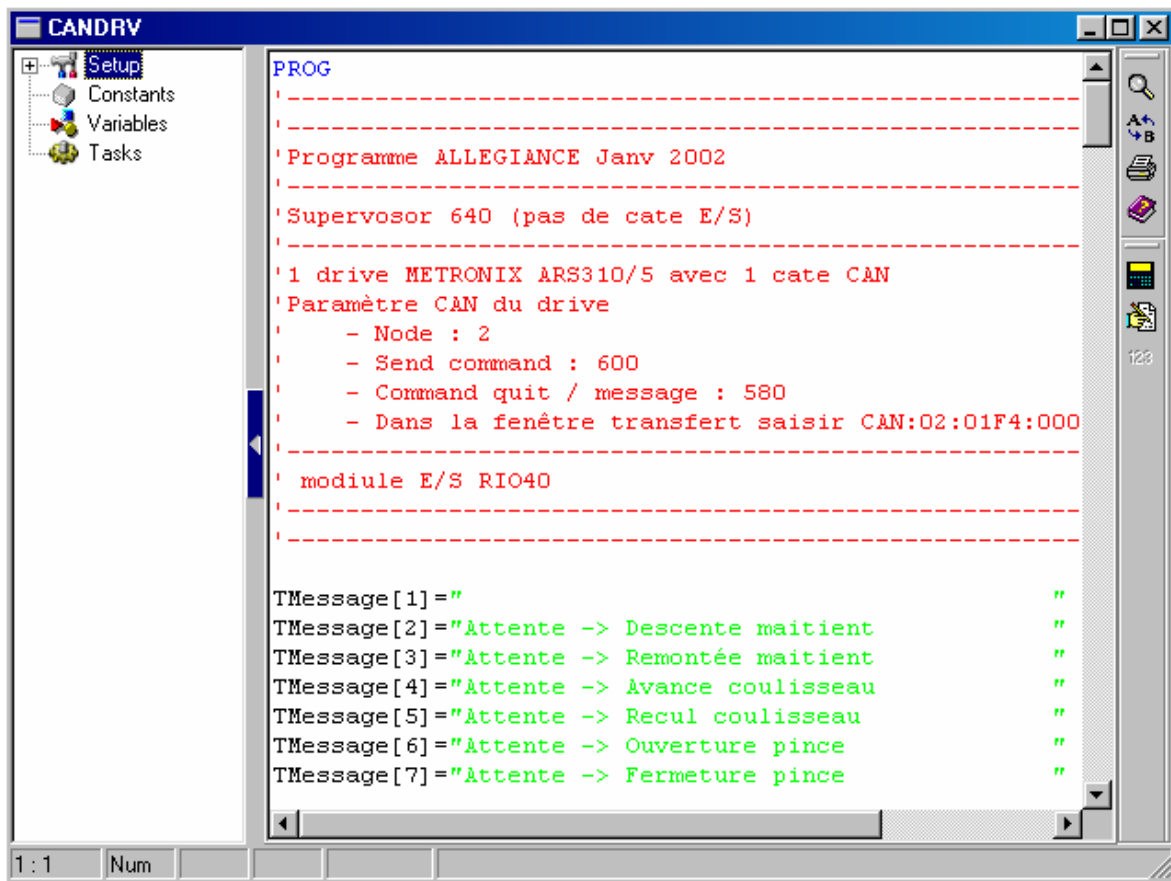 CANDRV
Setup
Constants
Variables
Tasks
PROG
'-------------------------------------------------------
'-------------------------------------------------------
'Programme ALLEGIANCE Janv 2002
'-------------------------------------------------------
'Supervosor 640 (pas de cate E/S)
'-------------------------------------------------------
'1 drive METRONIX ARS310/5 avec 1 cate CAN
'Paramètre CAN du drive
'    - Node : 2
'    - Send command : 600
'    - Command quit / message : 580
'    - Dans la fenêtre transfert saisir CAN:02:01F4:000
'-------------------------------------------------------
' modiule E/S RIO40
'-------------------------------------------------------
'-------------------------------------------------------
TMessage[1]="                                         "
TMessage[2]="Attente -> Descente maitient             "
TMessage[3]="Attente -> Remontée maitient             "
TMessage[4]="Attente -> Avance coulisseau             "
TMessage[5]="Attente -> Recul coulisseau              "
TMessage[6]="Attente -> Ouverture pince               "
TMessage[7]="Attente -> Fermeture pince               "
A B
123
1 : 1 Num